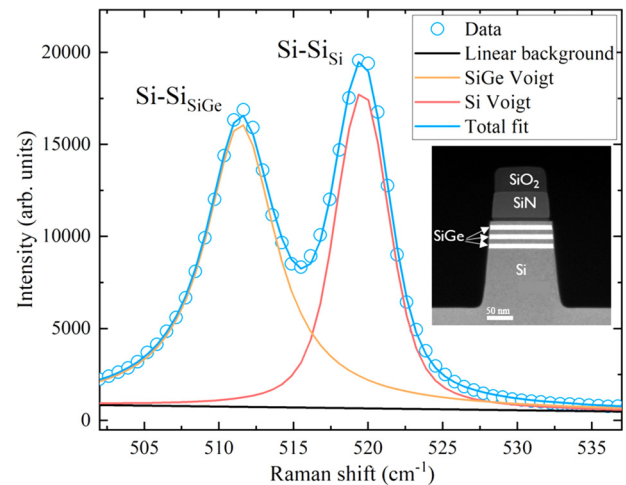 20000
15000
10000
5000
0
Intensity (arb. units)
505
510
515
520
525
530
535
Raman shift (cm⁻¹)
Si–Si_SiGe
Si–Si_Si
Data
Linear background
SiGe Voigt
Si Voigt
Total fit
SiO₂
SiN
SiGe
Si
50 nm